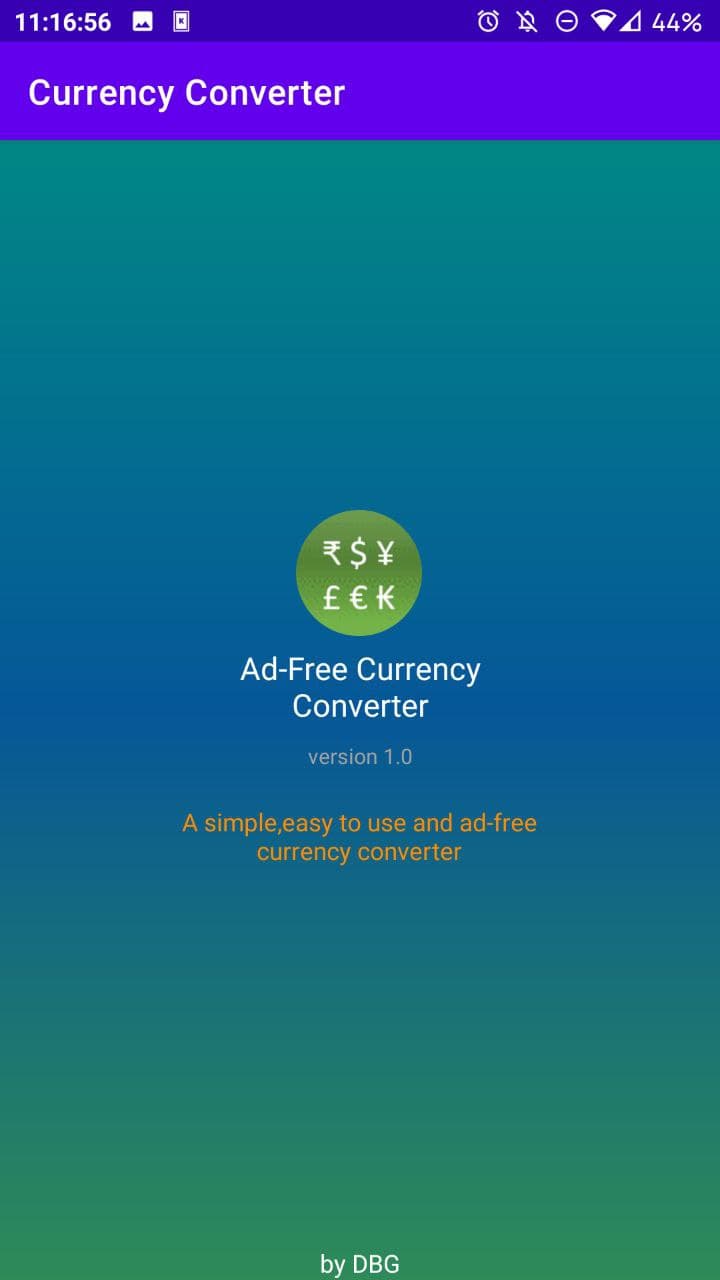 11:16:56 44%
Currency Converter
₹ $ ¥
£ € ₭
Ad-Free Currency
Converter
version 1.0
A simple,easy to use and ad-free
currency converter
by DBG